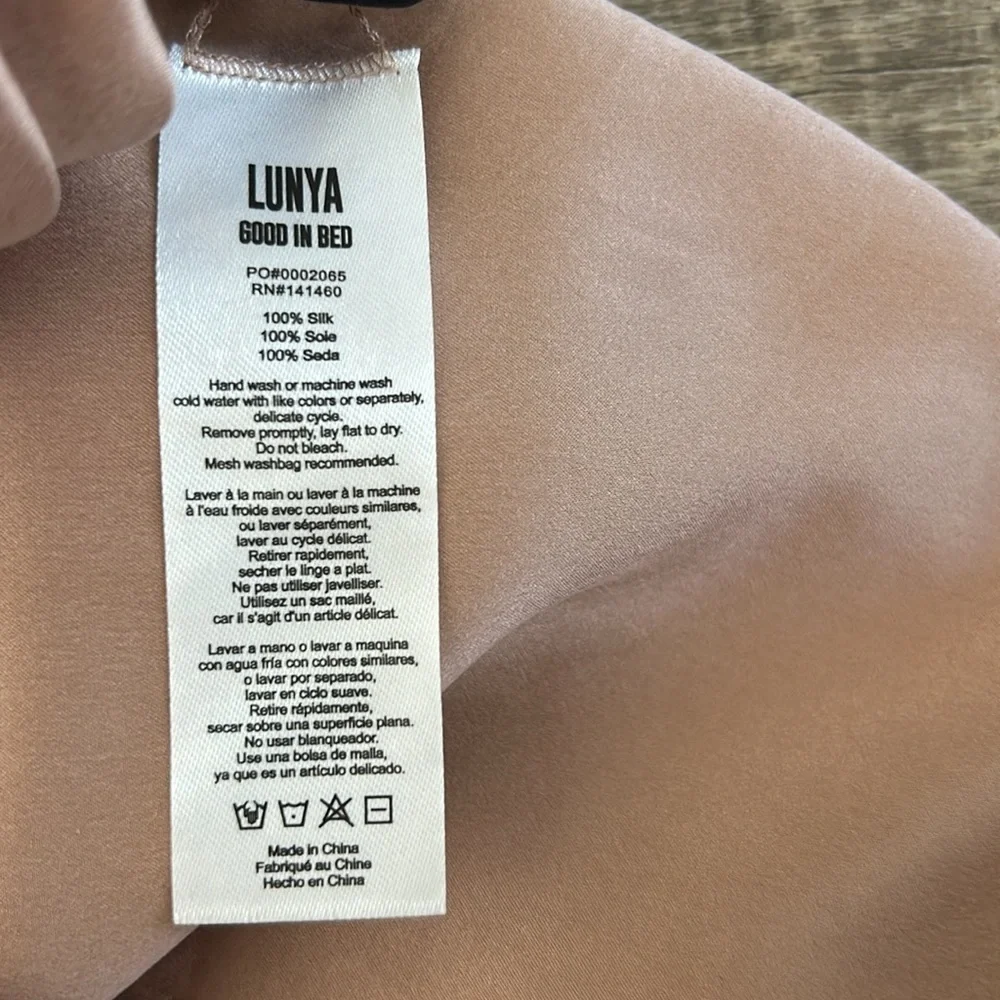 LUNYA
GOOD IN BED
PO#0002065
RN#141460
100% Silk
100% Soie
100% Seda
Hand wash or machine wash
cold water with like colors or separately,
delicate cycle.
Remove promptly, lay flat to dry.
Do not bleach.
Mesh washbag recommended.
Laver à la main ou laver à la machine
à l'eau froide avec couleurs similaires,
ou laver séparément,
laver au cycle délicat.
Retirer rapidement,
secher le linge a plat.
Ne pas utiliser javelliser.
Utilisez un sac maillé,
car il s'agit d'un article délicat.
Lavar a mano o lavar a maquina
con agua fría con colores similares,
o lavar por separado,
lavar en ciclo suave.
Retire rápidamente,
secar sobre una superficie plana.
No usar blanqueador.
Use una bolsa de malla,
ya que es un artículo delicado.
Made in China
Fabriqué au Chine
Hecho en China